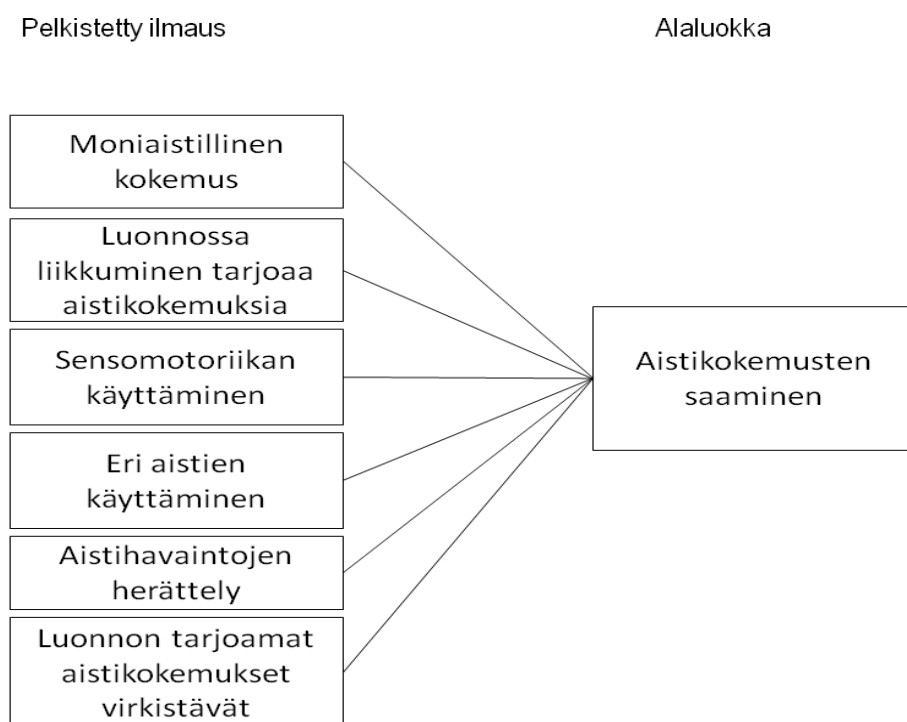 Pelkistetty ilmaus
Alaluokka
Moniaistillinen
kokemus
Luonnossa
liikkuminen tarjoaa
aistikokemuksia
Sensomotoriikan
käyttäminen
Eri aistien
käyttäminen
Aistihavaintojen
herättely
Luonnon tarjoamat
aistikokemukset
virkistävät
Aistikokemusten
saaminen